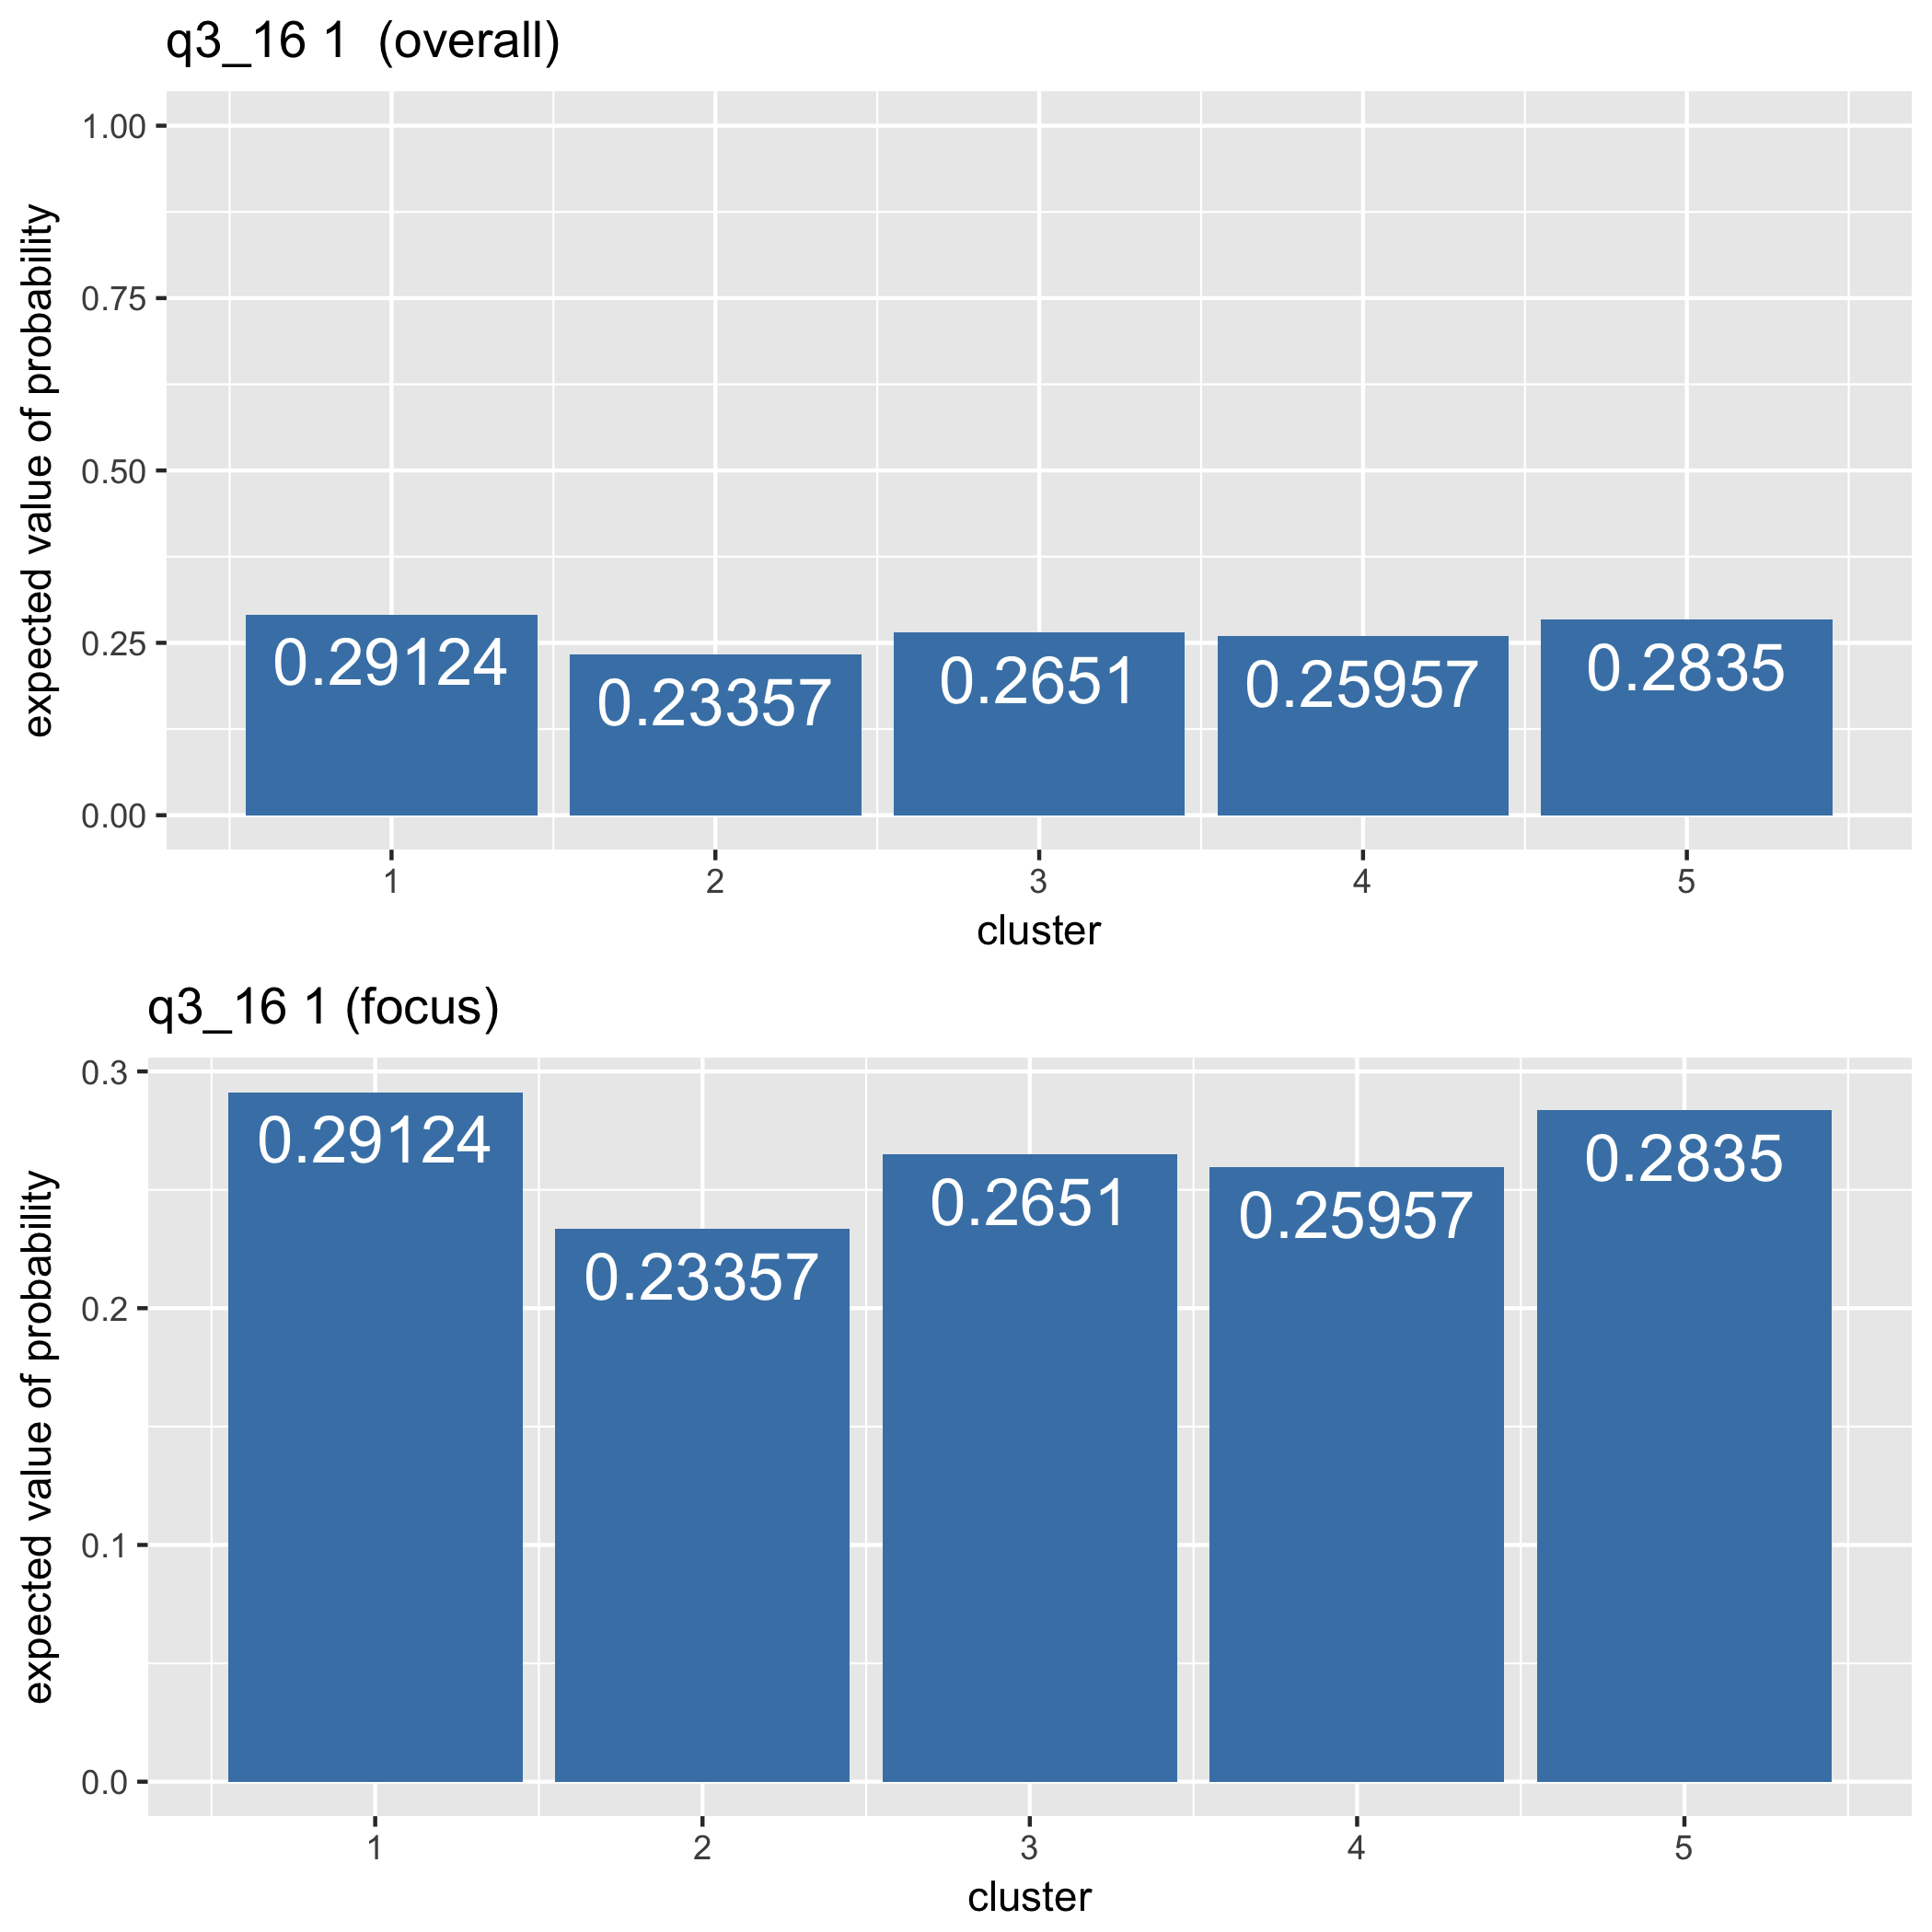 q3_16 1  (overall)
expected value of probability
1.00
0.75
0.50
0.25
0.00
0.29124
0.23357
0.2651
0.25957
0.2835
1 2 3 4 5
cluster
q3_16 1 (focus)
expected value of probability
0.3
0.2
0.1
0.0
0.29124
0.23357
0.2651
0.25957
0.2835
1 2 3 4 5
cluster